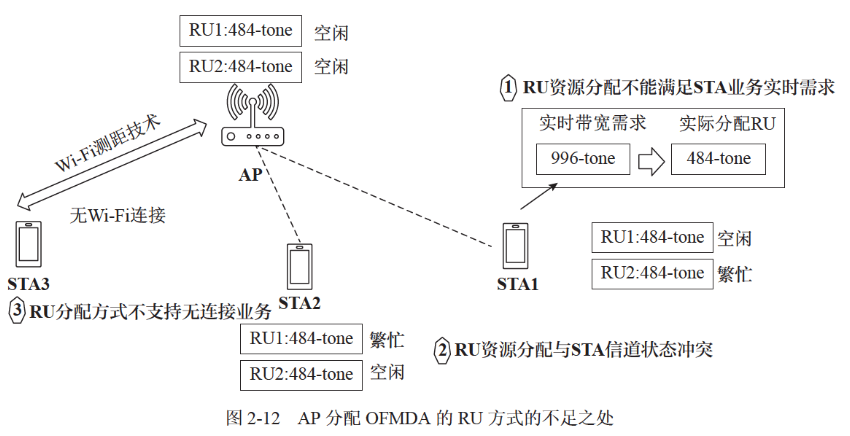 RU1:484-tone 空闲
RU2:484-tone 空闲
AP
Wi-Fi测距技术
无Wi-Fi连接
STA3
③ RU分配方式不支持无连接业务
STA2
RU1:484-tone 繁忙
RU2:484-tone 空闲
① RU资源分配不能满足STA业务实时需求
实时带宽需求 实际分配RU
996-tone 484-tone
STA1
RU1:484-tone 空闲
RU2:484-tone 繁忙
② RU资源分配与STA信道状态冲突
图 2-12 AP 分配 OFMDA 的 RU 方式的不足之处